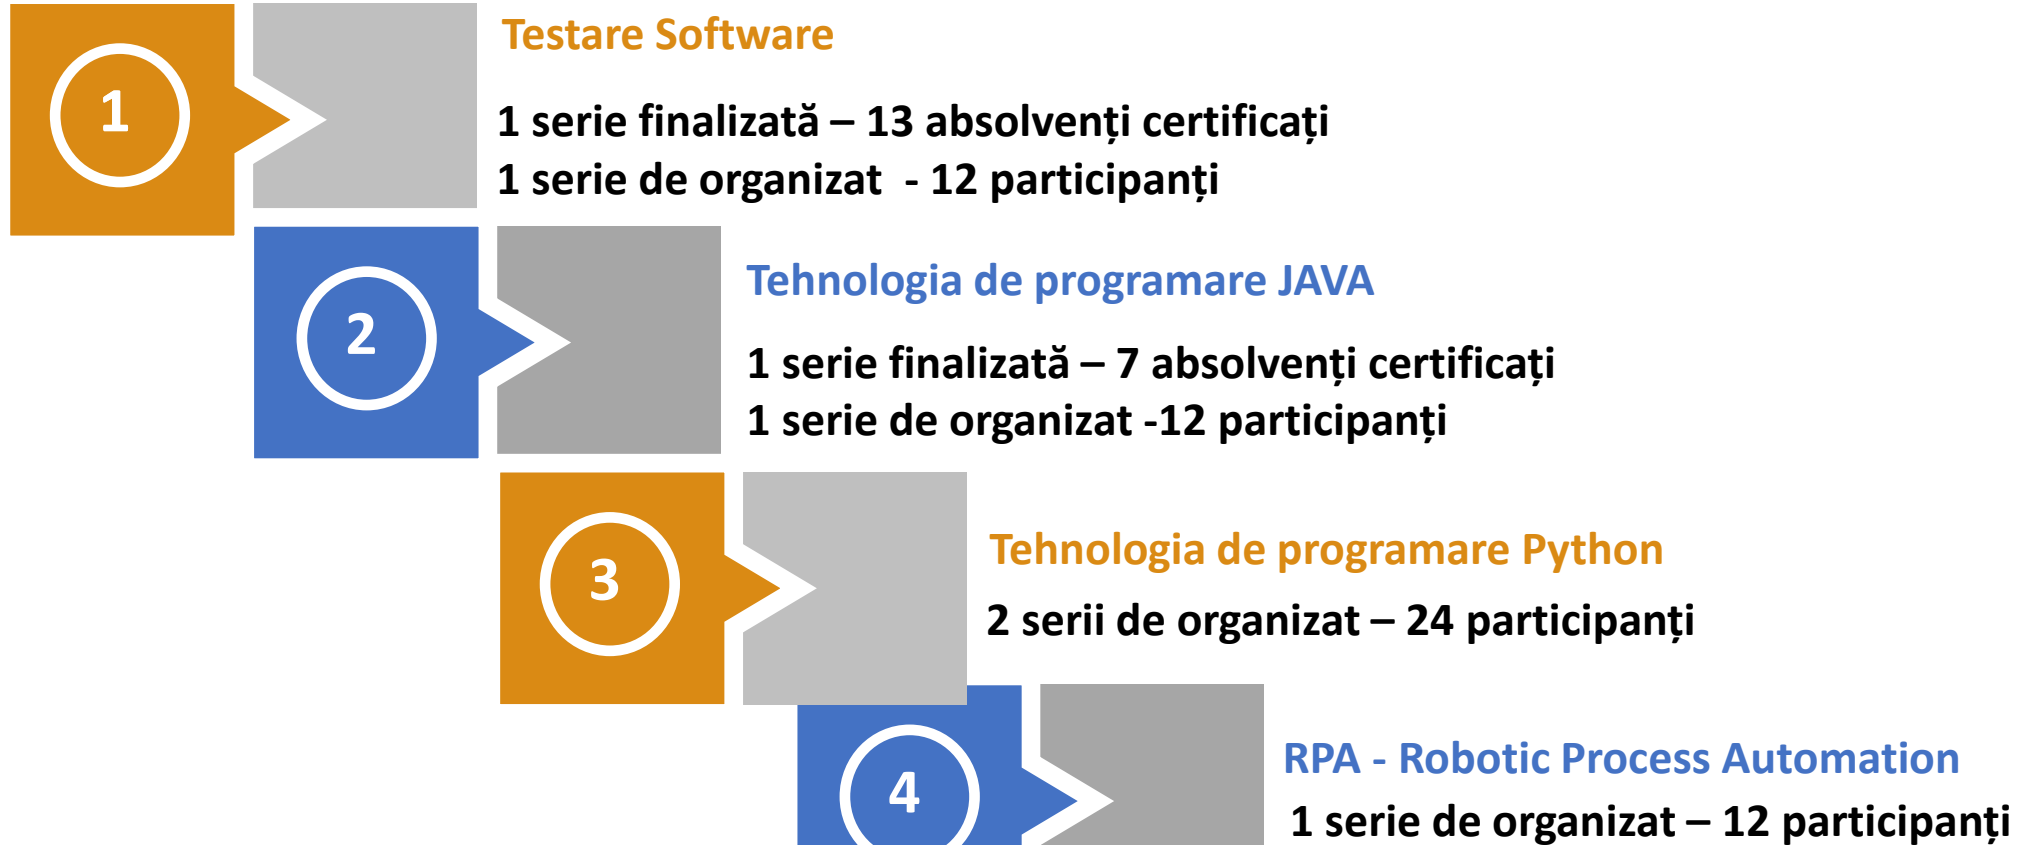 1
Testare Software
1 serie finalizată – 13 absolvenți certificați
1 serie de organizat  - 12 participanți
2
Tehnologia de programare JAVA
1 serie finalizată – 7 absolvenți certificați
1 serie de organizat -12 participanți
3
Tehnologia de programare Python
2 serii de organizat – 24 participanți
4
RPA - Robotic Process Automation
1 serie de organizat – 12 participanți